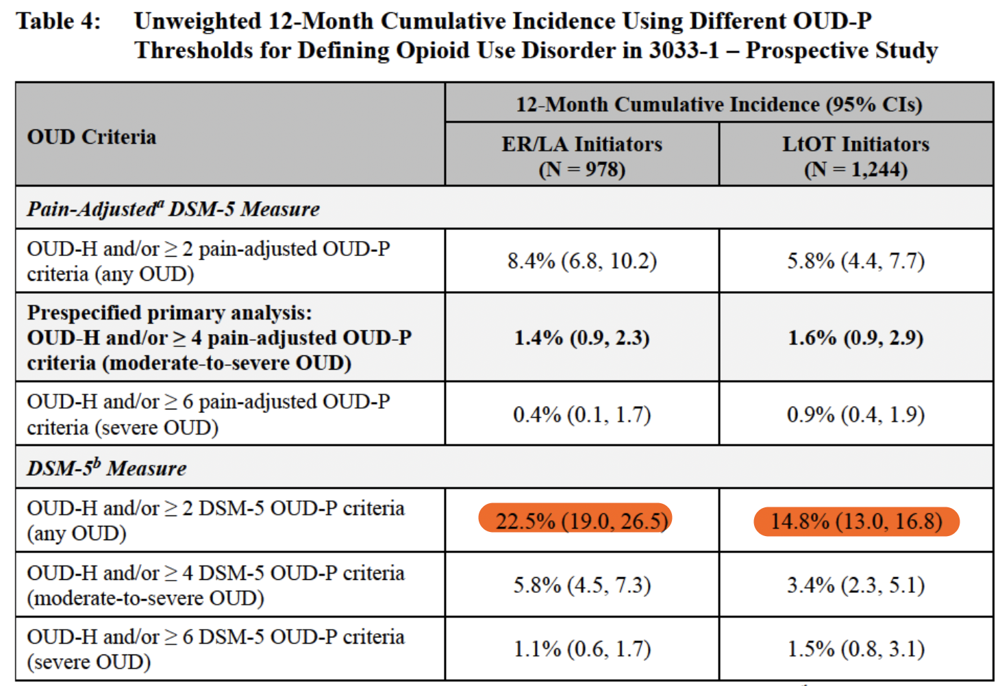 Table 4: Unweighted 12-Month Cumulative Incidence Using Different OUD-P
Thresholds for Defining Opioid Use Disorder in 3033-1 – Prospective Study
OUD Criteria
12-Month Cumulative Incidence (95% CIs)
ER/LA Initiators
(N = 978)
LtOT Initiators
(N = 1,244)
Pain-Adjustedᵃ DSM-5 Measure
OUD-H and/or ≥ 2 pain-adjusted OUD-P
criteria (any OUD)
8.4% (6.8, 10.2)
5.8% (4.4, 7.7)
Prespecified primary analysis:
OUD-H and/or ≥ 4 pain-adjusted OUD-P
criteria (moderate-to-severe OUD)
1.4% (0.9, 2.3)
1.6% (0.9, 2.9)
OUD-H and/or ≥ 6 pain-adjusted OUD-P
criteria (severe OUD)
0.4% (0.1, 1.7)
0.9% (0.4, 1.9)
DSM-5ᵇ Measure
OUD-H and/or ≥ 2 DSM-5 OUD-P criteria
(any OUD)
22.5% (19.0, 26.5)
14.8% (13.0, 16.8)
OUD-H and/or ≥ 4 DSM-5 OUD-P criteria
(moderate-to-severe OUD)
5.8% (4.5, 7.3)
3.4% (2.3, 5.1)
OUD-H and/or ≥ 6 DSM-5 OUD-P criteria
(severe OUD)
1.1% (0.6, 1.7)
1.5% (0.8, 3.1)